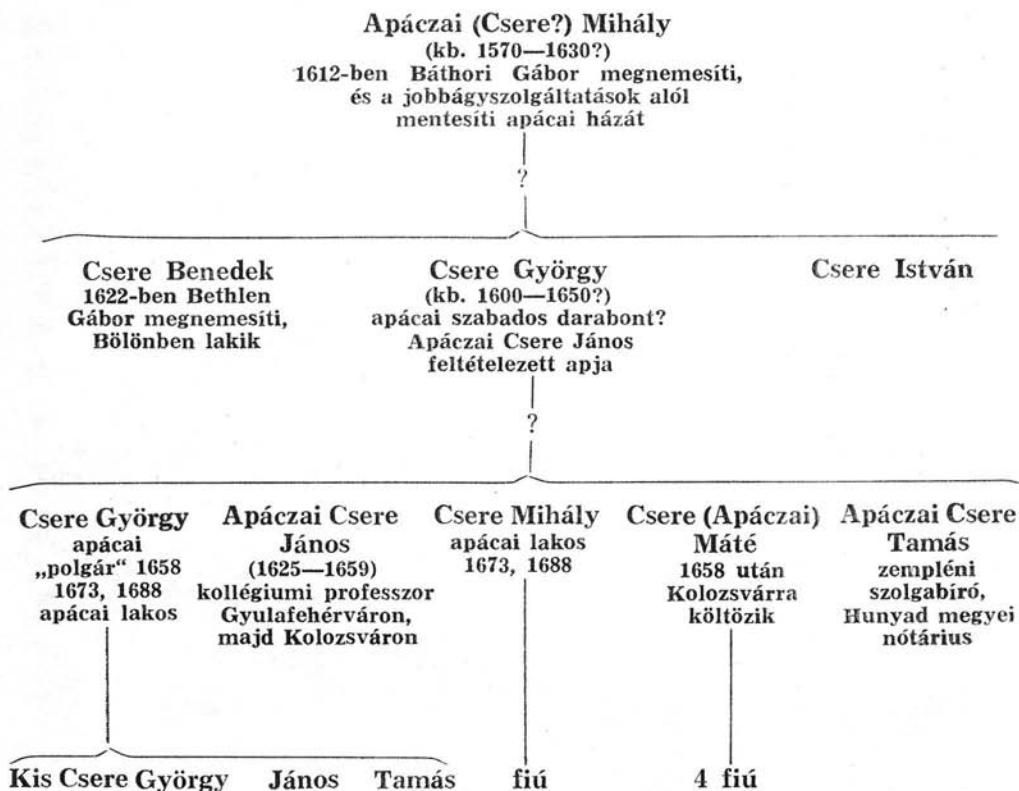 Apáczai (Csere?) Mihály
(kb. 1570—1630?)
1612-ben Báthori Gábor megnemesíti,
és a jobbágyszolgáltatások alól
mentesíti apácai házát
?
Csere Benedek
1622-ben Bethlen
Gábor megnemesíti,
Bölönben lakik
Csere György
(kb. 1600—1650?)
apácai szabados darabont?
Apáczai Csere János
feltételezett apja
Csere István
?
Csere György
apácai
„polgár“ 1658
1673, 1688
apácai lakos
Apáczai Csere
János
(1625—1659)
kollégiumi professzor
Gyulafehérváron,
majd Kolozsváron
Csere Mihály
apácai lakos
1673, 1688
Csere (Apáczai)
Máté
1658 után
Kolozsvárra
költözik
Apáczai Csere
Tamás
zempléni
szolgabíró,
Hunyad megyei
nótárius
Kis Csere György János Tamás fiú 4 fiú